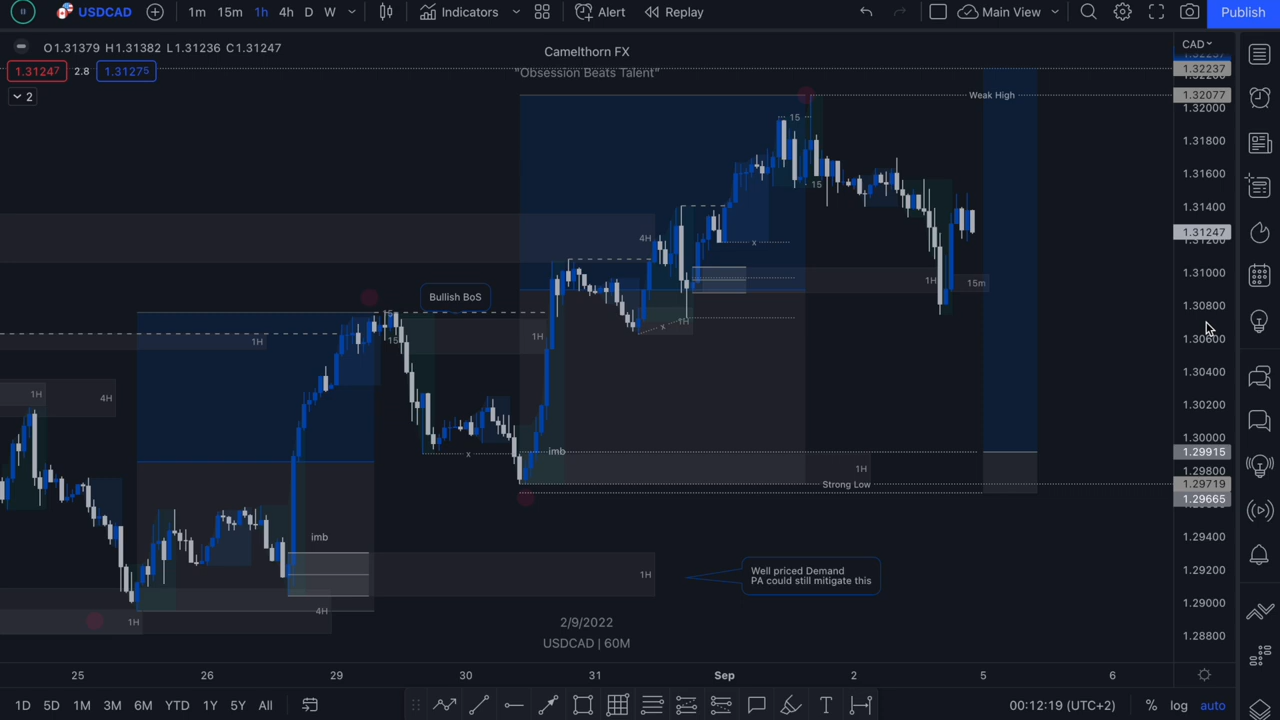 USDCAD
1m 15m 1h 4h D W
Indicators
Alert
Replay
Main View
Publish
O1.31379 H1.31382 L1.31236 C1.31247
1.31247
2.8
1.31275
2
Camelthorn FX
"Obsession Beats Talent"
CAD
1.32237
1.32077
1.32000
1.31800
1.31600
1.31400
1.31247
1.31000
1.30800
1.30600
1.30400
1.30200
1.30000
1.29915
1.29800
1.29719
1.29665
1.29400
1.29200
1.29000
1.28800
Weak High
15
15
4H
x
1H
15m
Bullish BoS
15
15
1H
1H
x
1H
1H
4H
imb
x
1H
Strong Low
imb
1H
Well priced Demand
PA could still mitigate this
4H
1H
2/9/2022
USDCAD | 60M
25 26 29 30 31 Sep 2 5 6
1D 5D 1M 3M 6M YTD 1Y 5Y All
00:12:19 (UTC+2)
% log auto